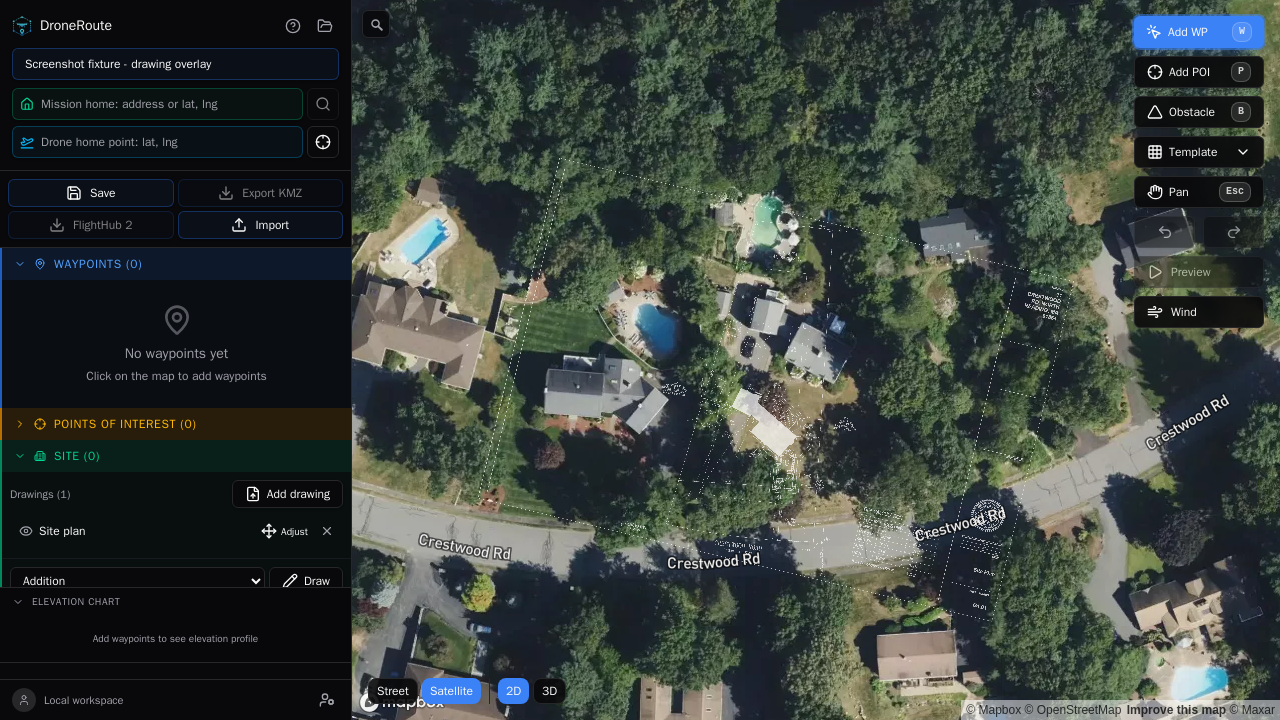 DroneRoute
Screenshot fixture - drawing overlay
Mission home: address or lat, lng
Drone home point: lat, lng
Save
Export KMZ
FlightHub 2
Import
WAYPOINTS (0)
No waypoints yet
Click on the map to add waypoints
POINTS OF INTEREST (0)
SITE (0)
Drawings (1)
Add drawing
Site plan
Adjust
Addition
Draw
ELEVATION CHART
Add waypoints to see elevation profile
Local workspace
Add WP W
Add POI P
Obstacle B
Template
Pan Esc
Preview
Wind
Crestwood Rd
Crestwood Rd
Crestwood Rd
Crestwood Rd
Street
Satellite
2D
3D
mapbox
© Mapbox © OpenStreetMap Improve this map © Maxar